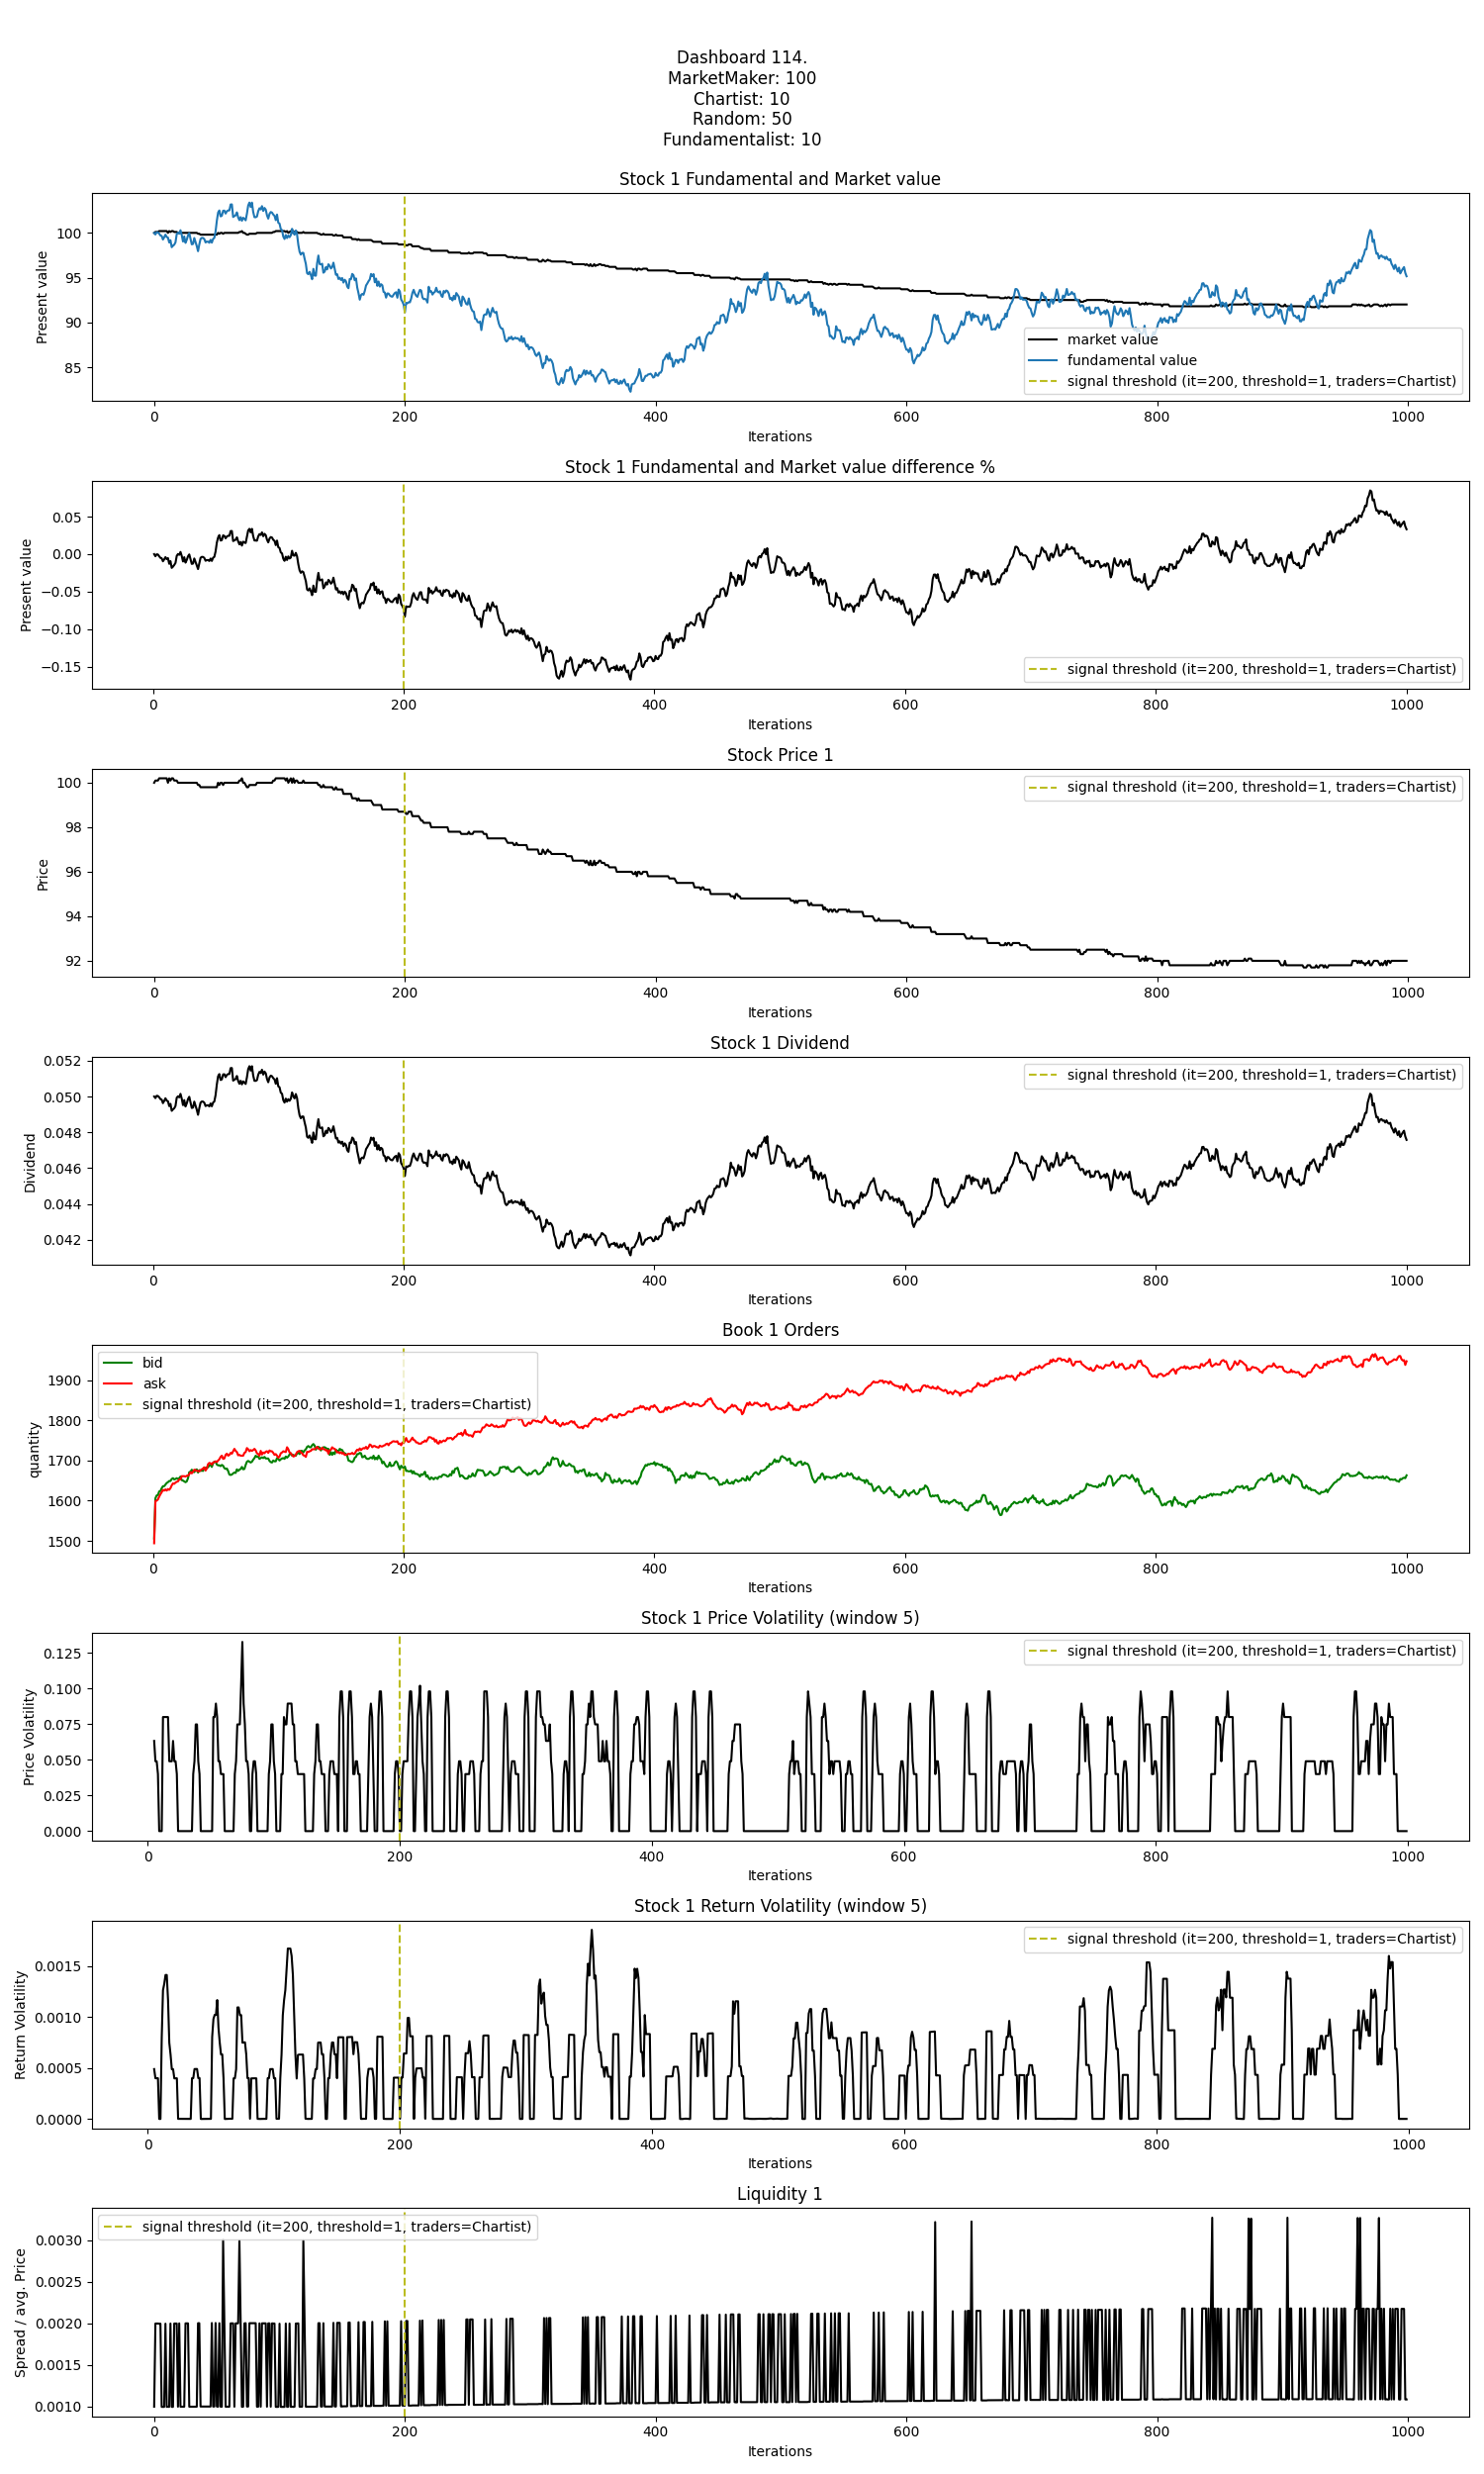 Dashboard 114.
MarketMaker: 100
Chartist: 10
Random: 50
Fundamentalist: 10
Stock 1 Fundamental and Market value
Present value
100
95
90
85
market value
fundamental value
signal threshold (it=200, threshold=1, traders=Chartist)
0 200 400 600 800 1000
Iterations
Stock 1 Fundamental and Market value difference %
Present value
0.05
0.00
−0.05
−0.10
−0.15
signal threshold (it=200, threshold=1, traders=Chartist)
0 200 400 600 800 1000
Iterations
Stock Price 1
Price
100
98
96
94
92
signal threshold (it=200, threshold=1, traders=Chartist)
0 200 400 600 800 1000
Iterations
Stock 1 Dividend
Dividend
0.052
0.050
0.048
0.046
0.044
0.042
signal threshold (it=200, threshold=1, traders=Chartist)
0 200 400 600 800 1000
Iterations
Book 1 Orders
quantity
1900
1800
1700
1600
1500
bid
ask
signal threshold (it=200, threshold=1, traders=Chartist)
0 200 400 600 800 1000
Iterations
Stock 1 Price Volatility (window 5)
Price Volatility
0.125
0.100
0.075
0.050
0.025
0.000
signal threshold (it=200, threshold=1, traders=Chartist)
0 200 400 600 800 1000
Iterations
Stock 1 Return Volatility (window 5)
Return Volatility
0.0015
0.0010
0.0005
0.0000
signal threshold (it=200, threshold=1, traders=Chartist)
0 200 400 600 800 1000
Iterations
Liquidity 1
Spread / avg. Price
0.0030
0.0025
0.0020
0.0015
0.0010
signal threshold (it=200, threshold=1, traders=Chartist)
0 200 400 600 800 1000
Iterations